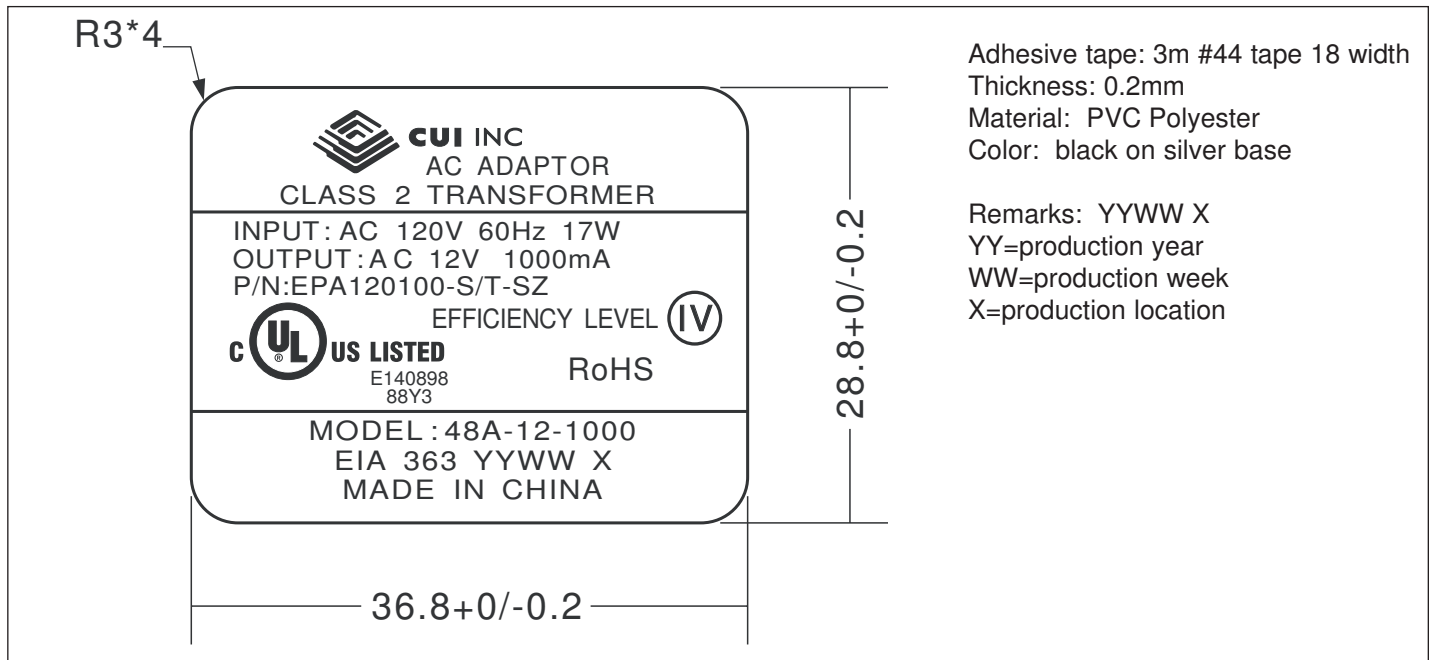 R3*4
CUI INC
AC ADAPTOR
CLASS 2 TRANSFORMER
INPUT: AC 120V 60Hz 17W
OUTPUT: AC 12V 1000mA
P/N:EPA120100-S/T-SZ
EFFICIENCY LEVEL IV
C UL ® US LISTED
E140898
88Y3
RoHS
MODEL:48A-12-1000
EIA 363 YYWW X
MADE IN CHINA
36.8+0/-0.2
28.8+0/-0.2
Adhesive tape: 3m #44 tape 18 width
Thickness: 0.2mm
Material: PVC Polyester
Color: black on silver base
Remarks: YYWW X
YY=production year
WW=production week
X=production location